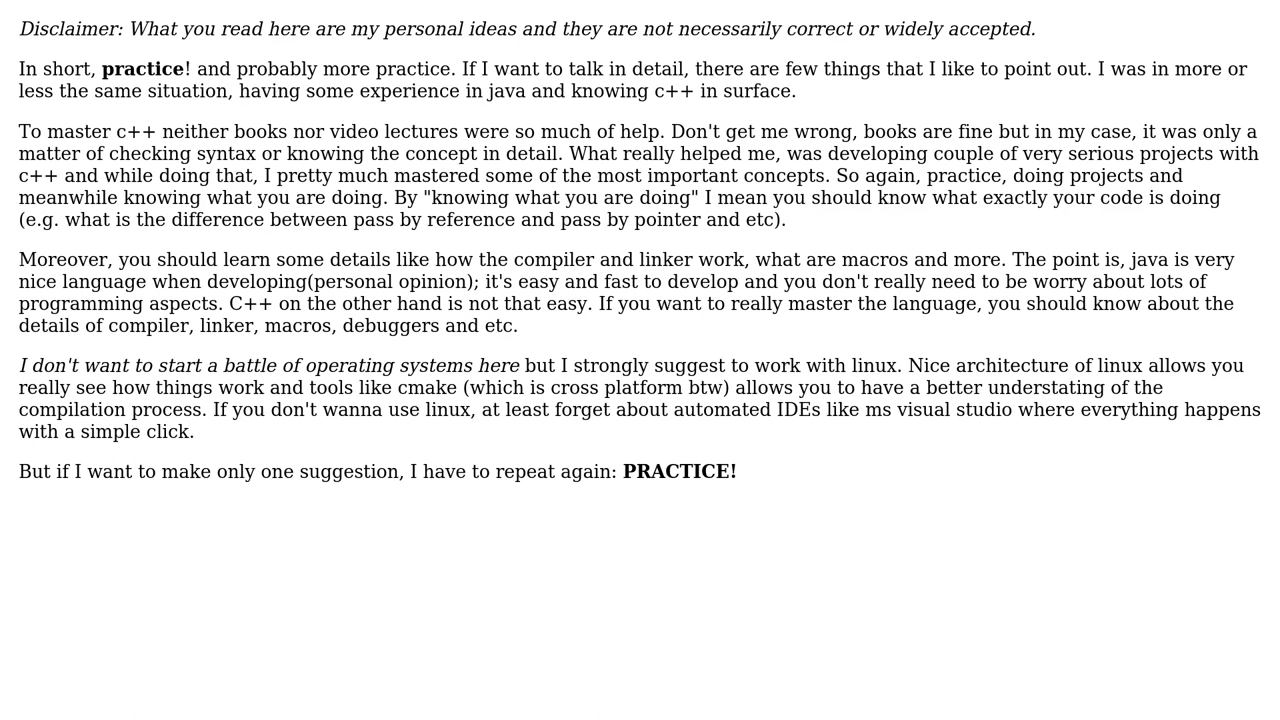 Disclaimer: What you read here are my personal ideas and they are not necessarily correct or widely accepted.
In short, practice! and probably more practice. If I want to talk in detail, there are few things that I like to point out. I was in more or
less the same situation, having some experience in java and knowing c++ in surface.
To master c++ neither books nor video lectures were so much of help. Don't get me wrong, books are fine but in my case, it was only a
matter of checking syntax or knowing the concept in detail. What really helped me, was developing couple of very serious projects with
c++ and while doing that, I pretty much mastered some of the most important concepts. So again, practice, doing projects and
meanwhile knowing what you are doing. By "knowing what you are doing" I mean you should know what exactly your code is doing
(e.g. what is the difference between pass by reference and pass by pointer and etc).
Moreover, you should learn some details like how the compiler and linker work, what are macros and more. The point is, java is very
nice language when developing(personal opinion); it's easy and fast to develop and you don't really need to be worry about lots of
programming aspects. C++ on the other hand is not that easy. If you want to really master the language, you should know about the
details of compiler, linker, macros, debuggers and etc.
I don't want to start a battle of operating systems here but I strongly suggest to work with linux. Nice architecture of linux allows you
really see how things work and tools like cmake (which is cross platform btw) allows you to have a better understating of the
compilation process. If you don't wanna use linux, at least forget about automated IDEs like ms visual studio where everything happens
with a simple click.
But if I want to make only one suggestion, I have to repeat again: PRACTICE!